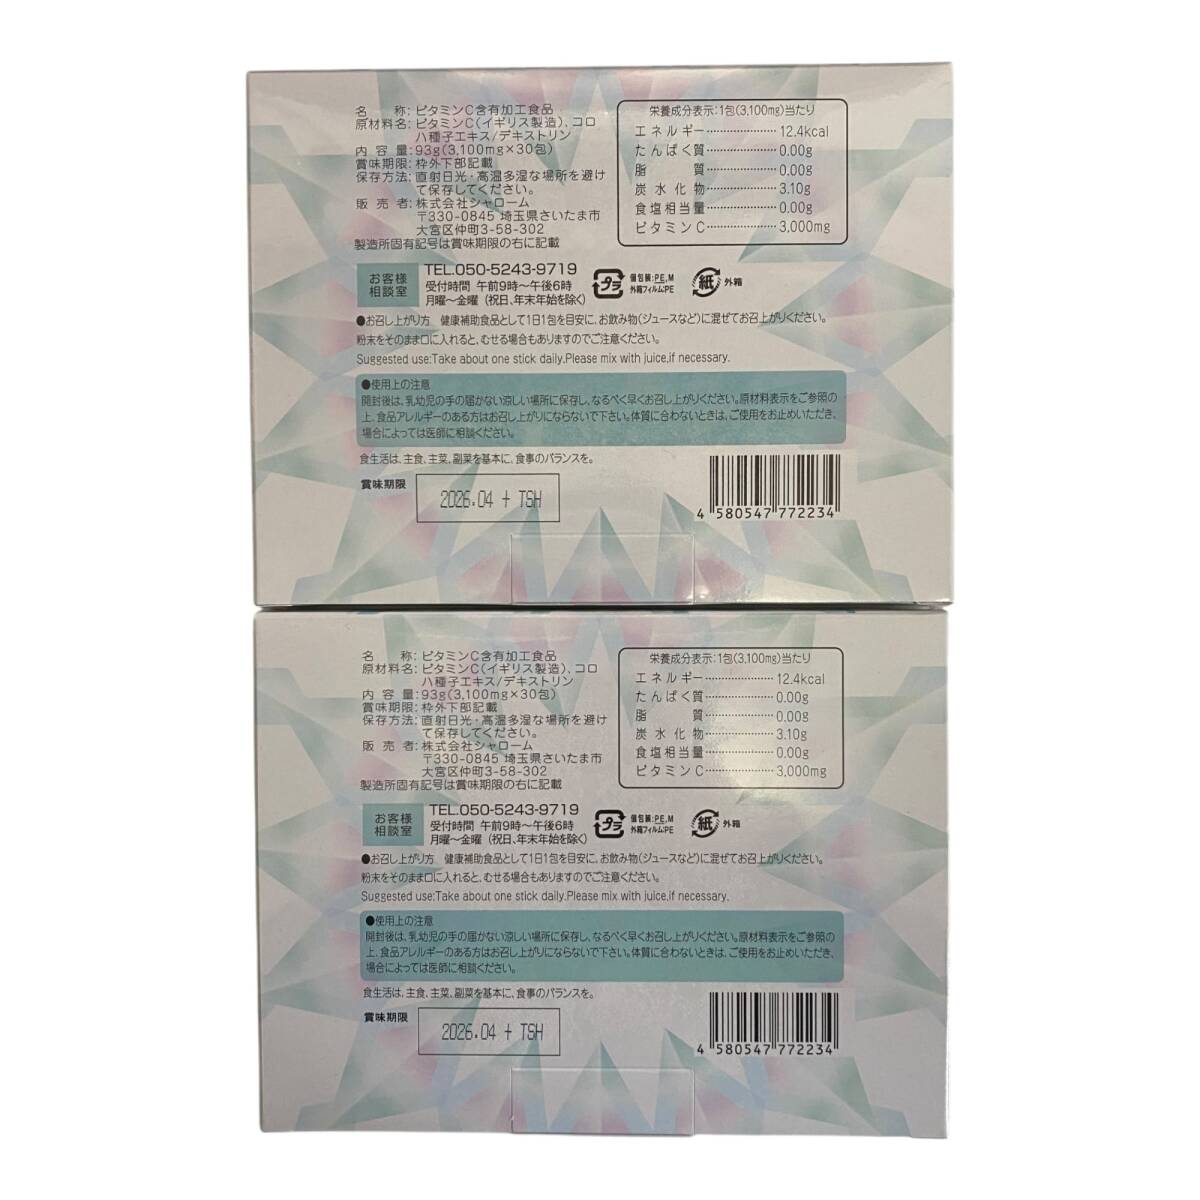 名　　称：ビタミンC含有加工食品
原材料名：ビタミンC(イギリス製造)、コロ
ハ種子エキス/デキストリン
内 容 量：93g(3,100mg×30包)
賞味期限：枠外下部記載
保存方法：直射日光・高温多湿な場所を避け
て保存してください。
販 売 者：株式会社シャローム
〒330-0845 埼玉県さいたま市
大宮区仲町3-58-302
製造所固有記号は賞味期限の右に記載
栄養成分表示：1包(3,100mg)当たり
エネルギー…………………12.4kcal
たんぱく質…………………0.00g
脂　　質…………………0.00g
炭水化物…………………3.10g
食塩相当量…………………0.00g
ビタミンC…………………3,000mg
お客様
相談室
TEL.050-5243-9719
受付時間 午前9時〜午後6時
月曜〜金曜 (祝日、年末年始を除く)
プラ
個包装：PE,M
外箱フィルム：PE
紙
外箱
●お召し上がり方　健康補助食品として1日1包を目安に、お飲み物(ジュースなど)に混ぜてお召上がりください。
粉末をそのまま口に入れると、むせる場合もありますのでご注意ください。
Suggested use:Take about one stick daily.Please mix with juice,if necessary.
●使用上の注意
開封後は、乳幼児の手の届かない涼しい場所に保存し、なるべく早くお召し上がりください。原材料表示をご参照の
上、食品アレルギーのある方はお召し上がりにならないで下さい。体質に合わないときは、ご使用をお止めいただき、
場合によっては医師に相談ください。
食生活は、主食、主菜、副菜を基本に、食事のバランスを。
賞味期限
2026.04 + TSH
4 580547 772234
名　　称：ビタミンC含有加工食品
原材料名：ビタミンC(イギリス製造)、コロ
ハ種子エキス/デキストリン
内 容 量：93g(3,100mg×30包)
賞味期限：枠外下部記載
保存方法：直射日光・高温多湿な場所を避け
て保存してください。
販 売 者：株式会社シャローム
〒330-0845 埼玉県さいたま市
大宮区仲町3-58-302
製造所固有記号は賞味期限の右に記載
栄養成分表示：1包(3,100mg)当たり
エネルギー…………………12.4kcal
たんぱく質…………………0.00g
脂　　質…………………0.00g
炭水化物…………………3.10g
食塩相当量…………………0.00g
ビタミンC…………………3,000mg
お客様
相談室
TEL.050-5243-9719
受付時間 午前9時〜午後6時
月曜〜金曜 (祝日、年末年始を除く)
プラ
個包装：PE,M
外箱フィルム：PE
紙
外箱
●お召し上がり方　健康補助食品として1日1包を目安に、お飲み物(ジュースなど)に混ぜてお召上がりください。
粉末をそのまま口に入れると、むせる場合もありますのでご注意ください。
Suggested use:Take about one stick daily.Please mix with juice,if necessary.
●使用上の注意
開封後は、乳幼児の手の届かない涼しい場所に保存し、なるべく早くお召し上がりください。原材料表示をご参照の
上、食品アレルギーのある方はお召し上がりにならないで下さい。体質に合わないときは、ご使用をお止めいただき、
場合によっては医師に相談ください。
食生活は、主食、主菜、副菜を基本に、食事のバランスを。
賞味期限
2026.04 + TSH
4 580547 772234